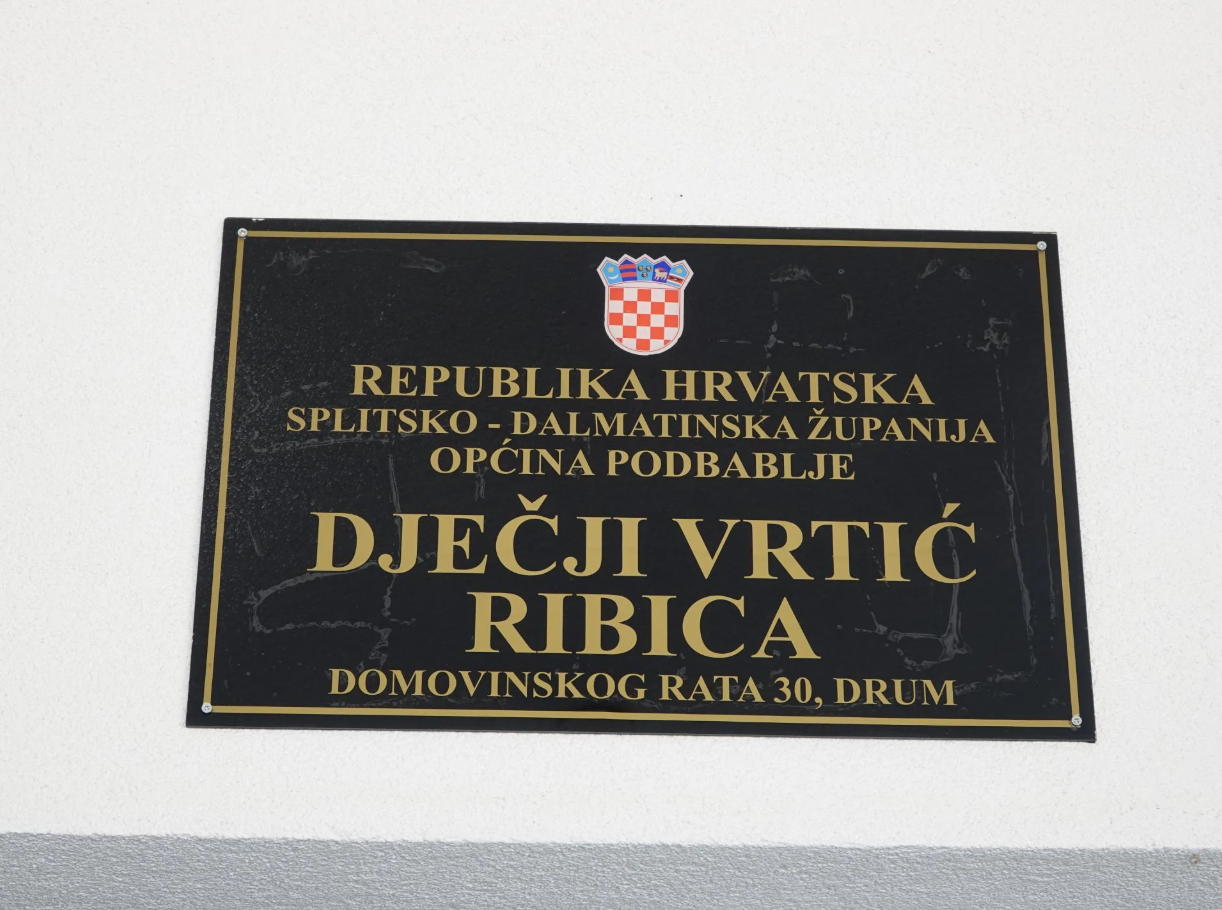 REPUBLIKA HRVATSKA
SPLITSKO - DALMATINSKA ŽUPANIJA
OPĆINA PODBABLJE
DJEČJI VRTIĆ
RIBICA
DOMOVINSKOG RATA 30, DRUM